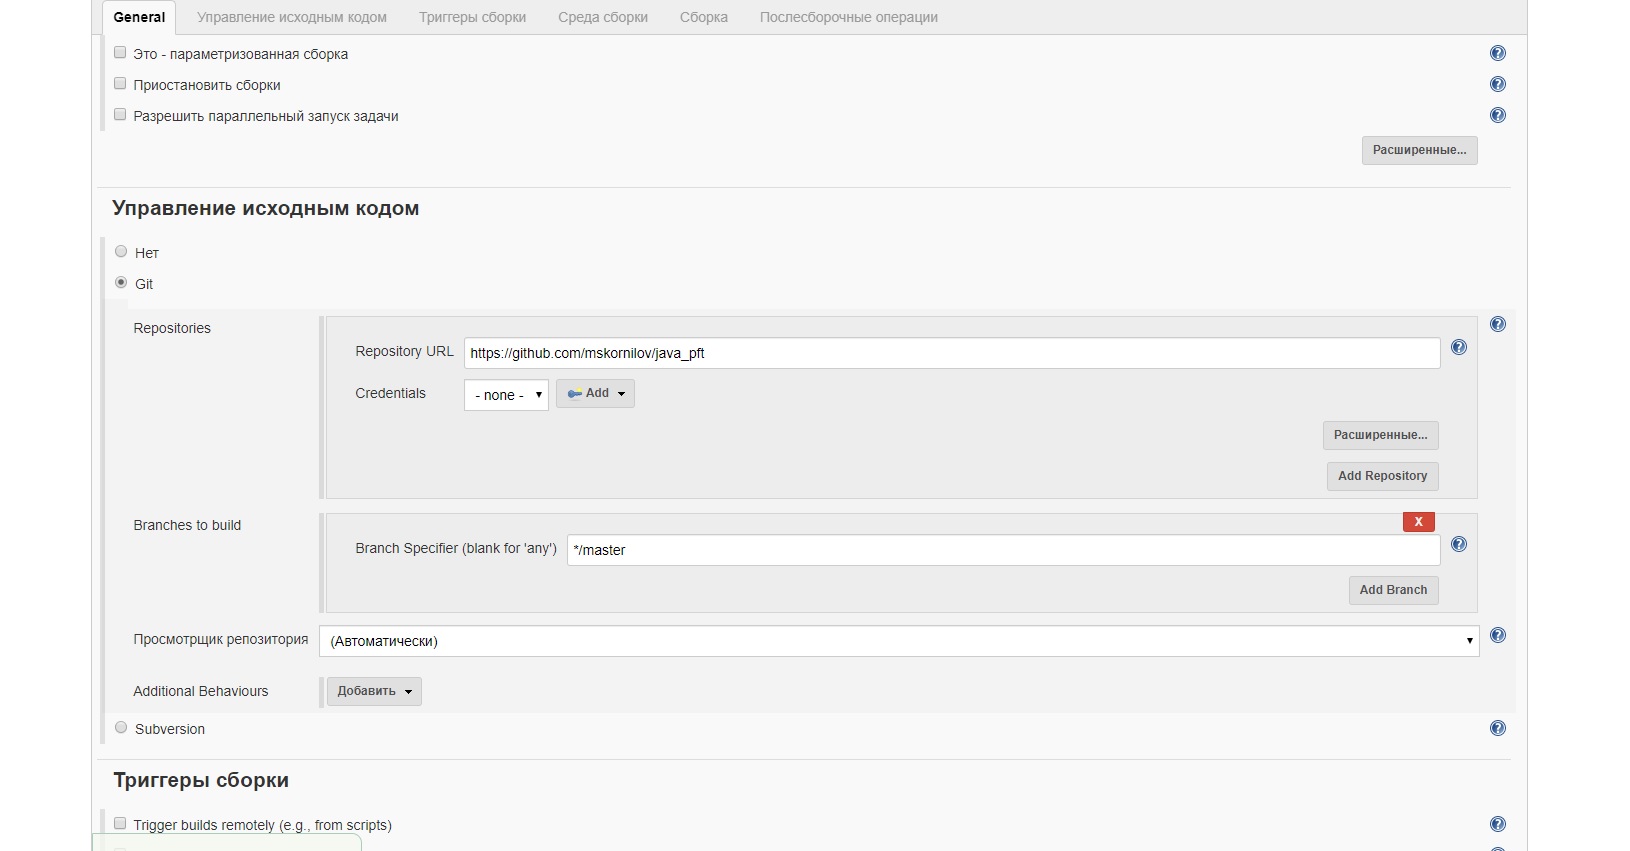 General Управление исходным кодом Триггеры сборки Среда сборки Сборка Послесборочные операции
Это - параметризованная сборка
Приостановить сборки
Разрешить параллельный запуск задачи
Расширенные...
Управление исходным кодом
Нет
Git
Repositories
Repository URL https://github.com/mskornilov/java_pft
Credentials - none - Add
Расширенные...
Add Repository
Branches to build
X
Branch Specifier (blank for 'any') */master
Add Branch
Просмотрщик репозитория (Автоматически)
Additional Behaviours Добавить
Subversion
Триггеры сборки
Trigger builds remotely (e.g., from scripts)